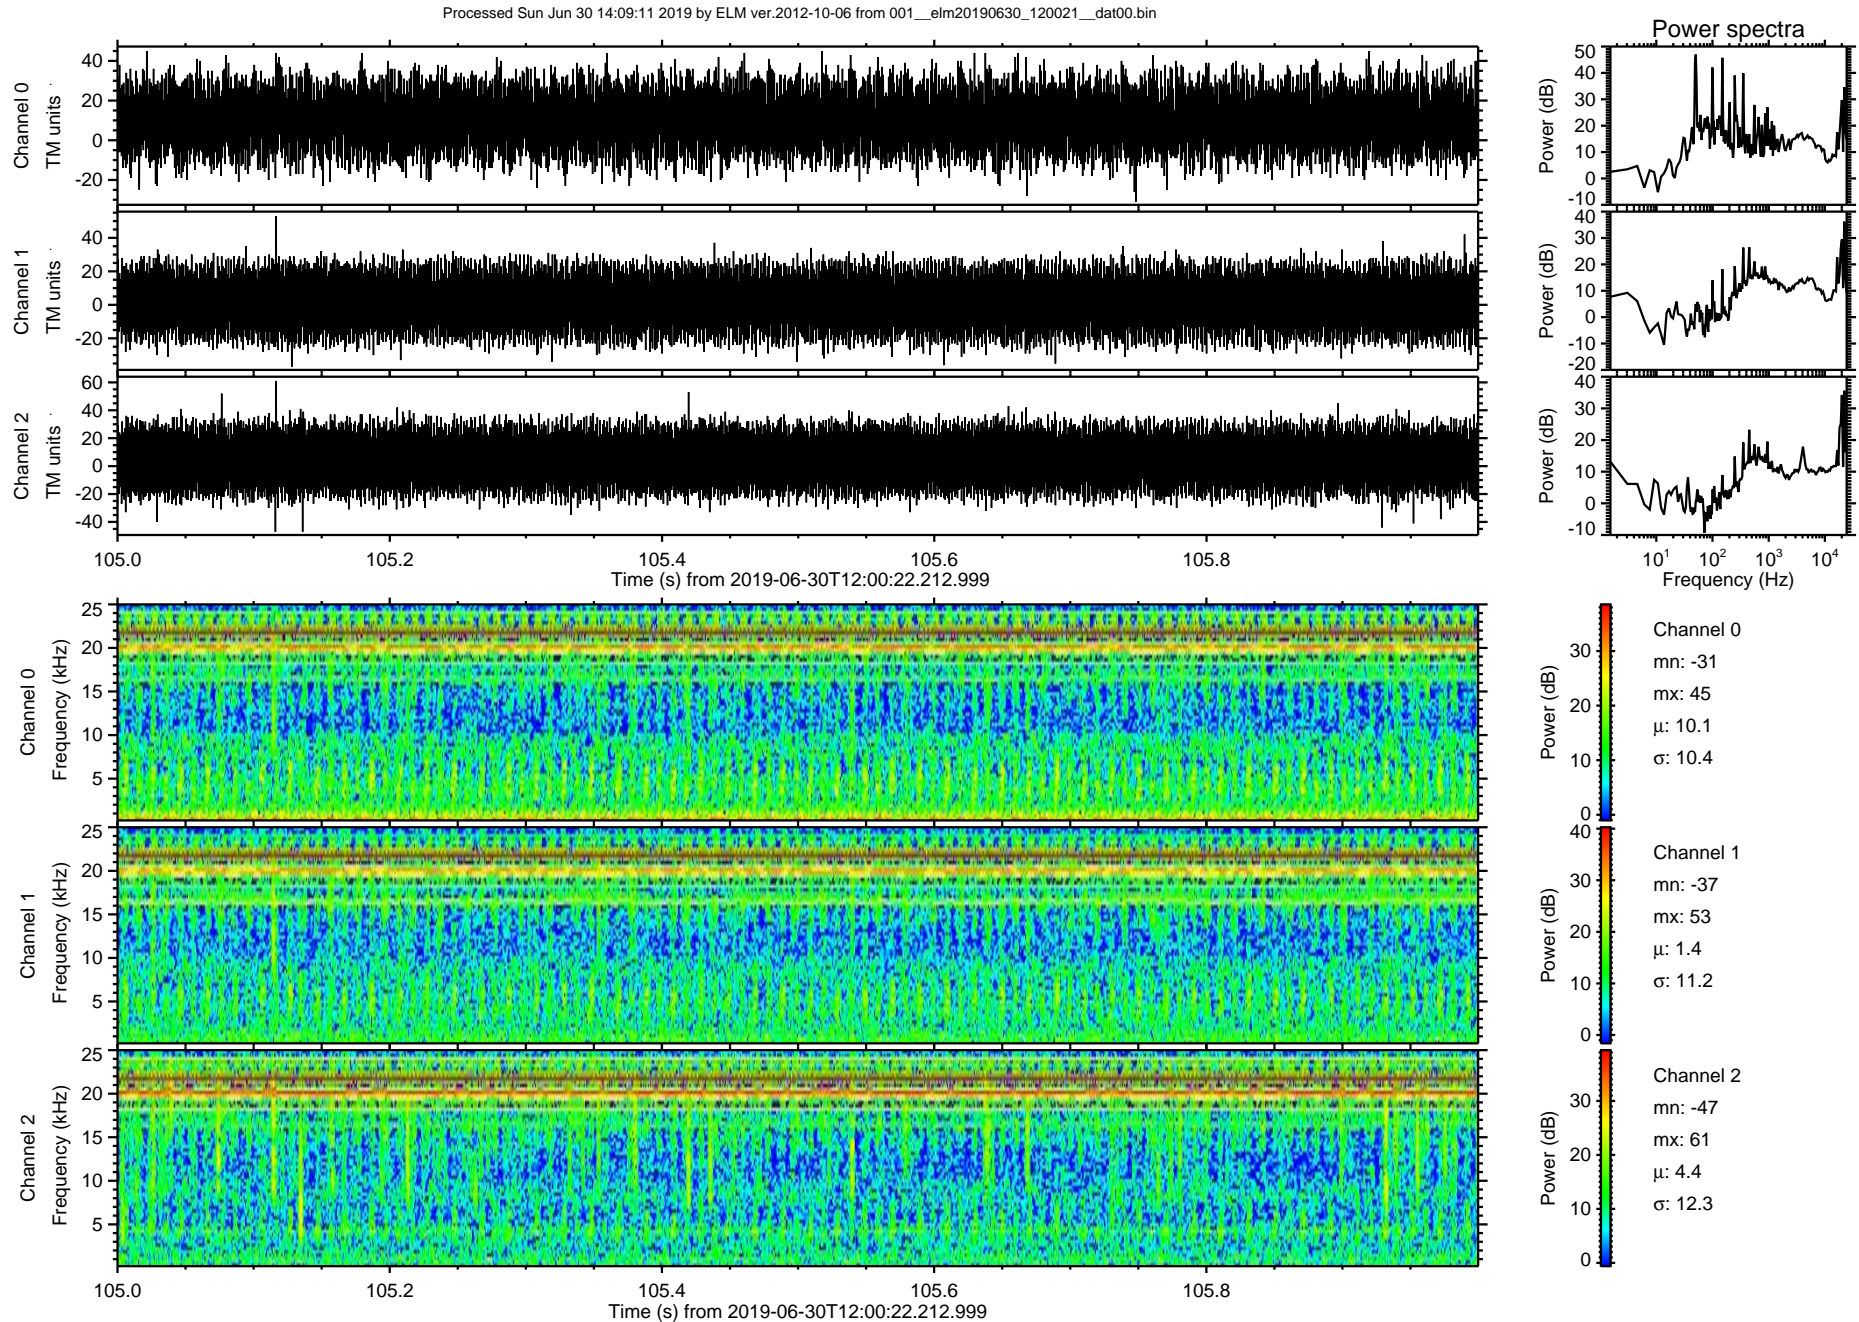 Processed Sun Jun 30 14:09:11 2019 by ELM ver.2012-10-06 from 001__elm20190630_120021__dat00.bin
Power spectra
Channel 0
TM units
40
20
0
-20
Power (dB)
50
40
30
20
10
0
-10
Channel 1
TM units
40
20
0
-20
Power (dB)
40
30
20
10
0
-10
-20
Channel 2
TM units
60
40
20
0
-20
-40
Power (dB)
40
30
20
10
0
-10
105.0 105.2 105.4 105.6 105.8
Time (s) from 2019-06-30T12:00:22.212.999
10¹ 10² 10³ 10⁴
Frequency (Hz)
Channel 0
Frequency (kHz)
25
20
15
10
5
Power (dB)
30
20
10
0
Channel 0
mn: -31
mx: 45
μ: 10.1
σ: 10.4
Channel 1
Frequency (kHz)
25
20
15
10
5
Power (dB)
40
30
20
10
0
Channel 1
mn: -37
mx: 53
μ: 1.4
σ: 11.2
Channel 2
Frequency (kHz)
25
20
15
10
5
Power (dB)
30
20
10
0
Channel 2
mn: -47
mx: 61
μ: 4.4
σ: 12.3
105.0 105.2 105.4 105.6 105.8
Time (s) from 2019-06-30T12:00:22.212.999